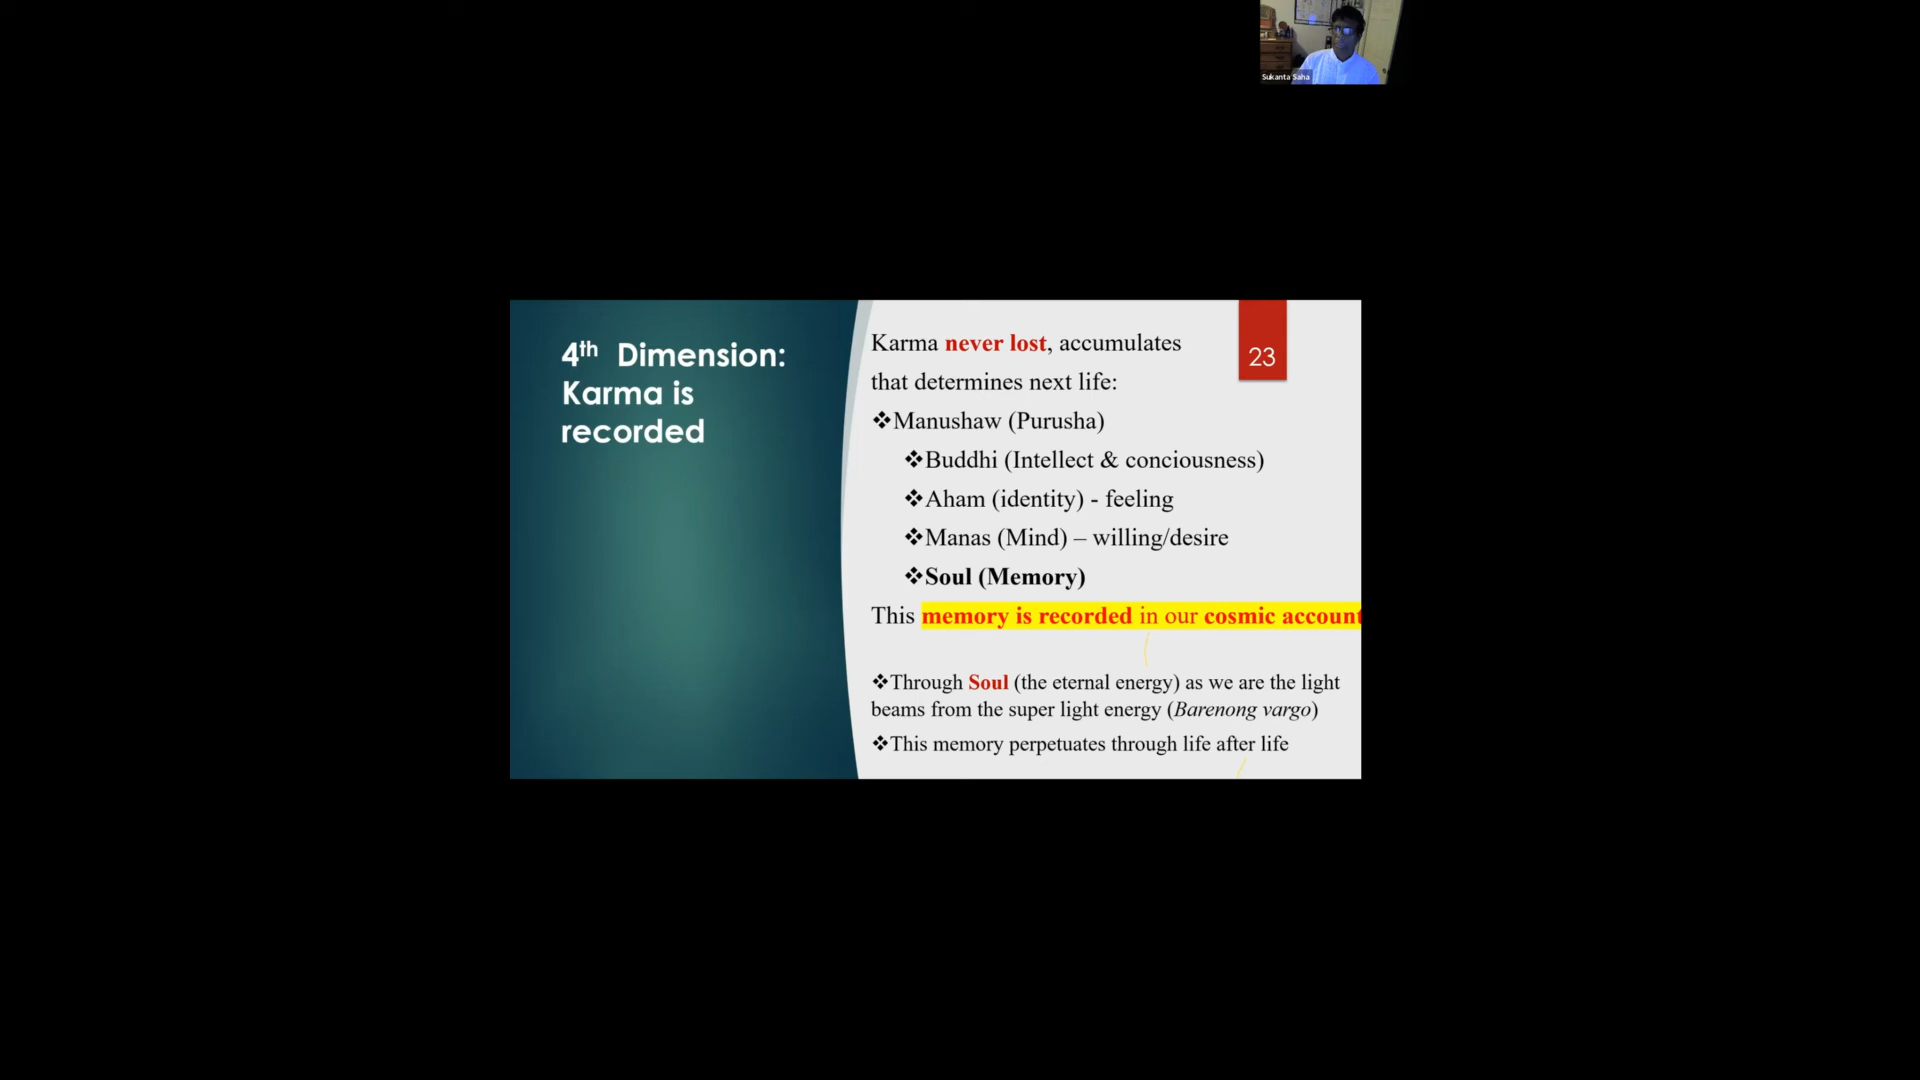 Sukanta Saha
4th Dimension:
Karma is
recorded
23
Karma never lost, accumulates
that determines next life:
❖Manushaw (Purusha)
❖Buddhi (Intellect & conciousness)
❖Aham (identity) - feeling
❖Manas (Mind) – willing/desire
❖Soul (Memory)
This memory is recorded in our cosmic account
❖Through Soul (the eternal energy) as we are the light
beams from the super light energy (Barenong vargo)
❖This memory perpetuates through life after life